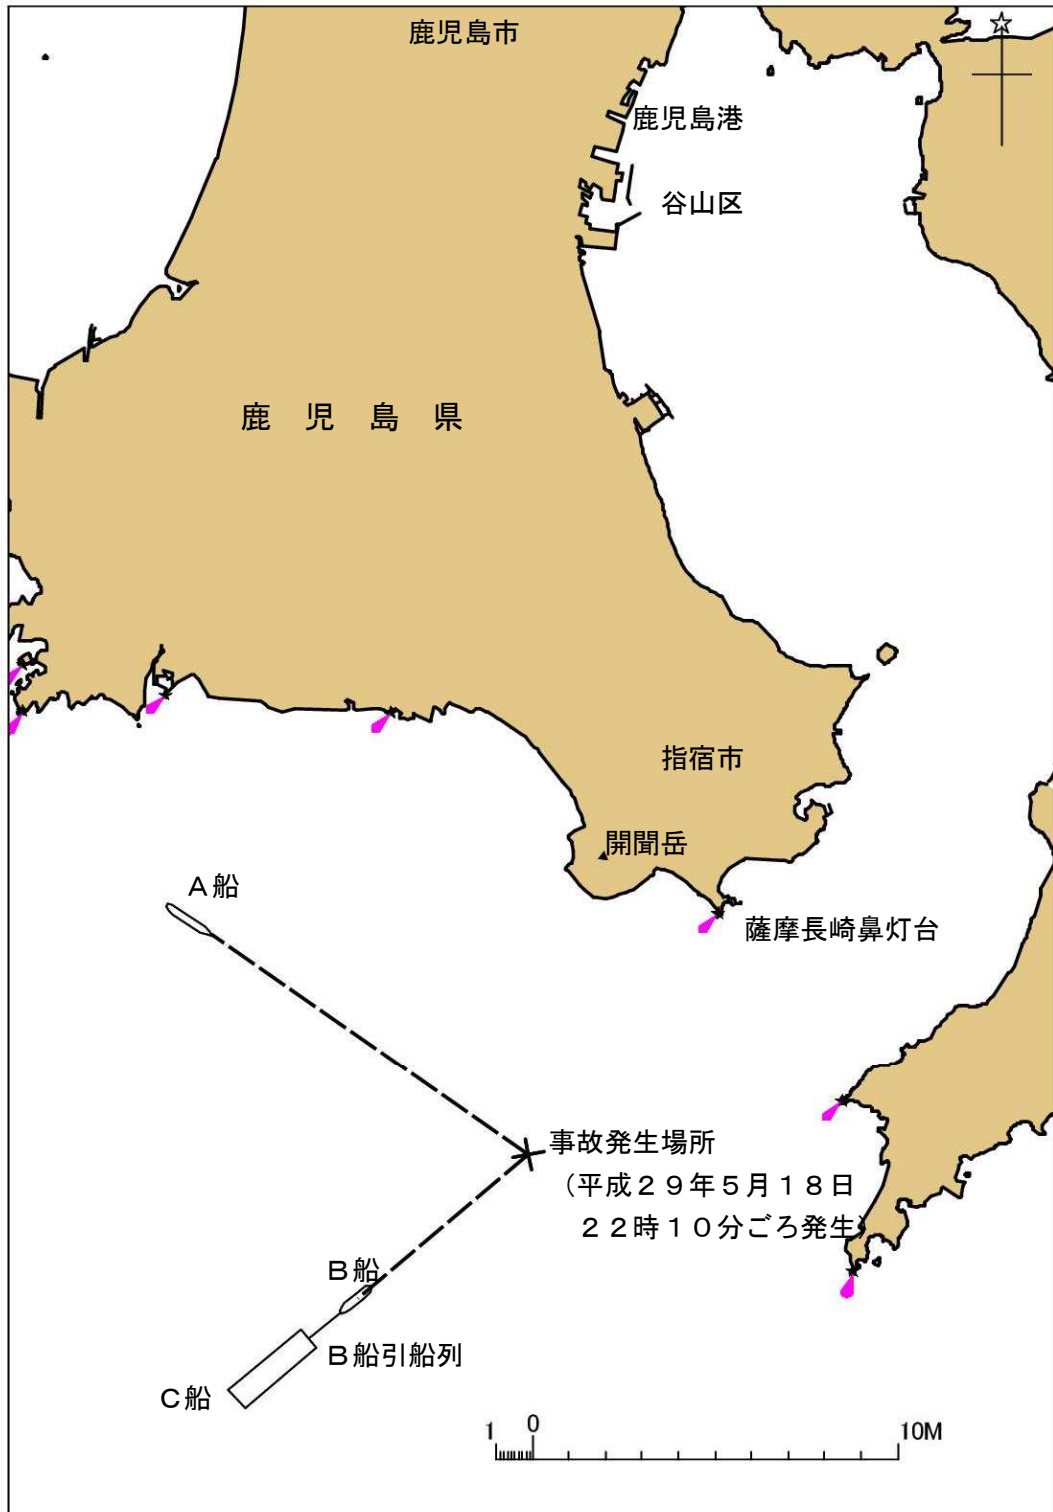 鹿児島市
鹿児島港
谷山区
鹿児島県
指宿市
開聞岳
A船
薩摩長崎鼻灯台
事故発生場所
(平成29年5月18日
22時10分ごろ発生)
B船
B船引船列
C船
1 0 10M